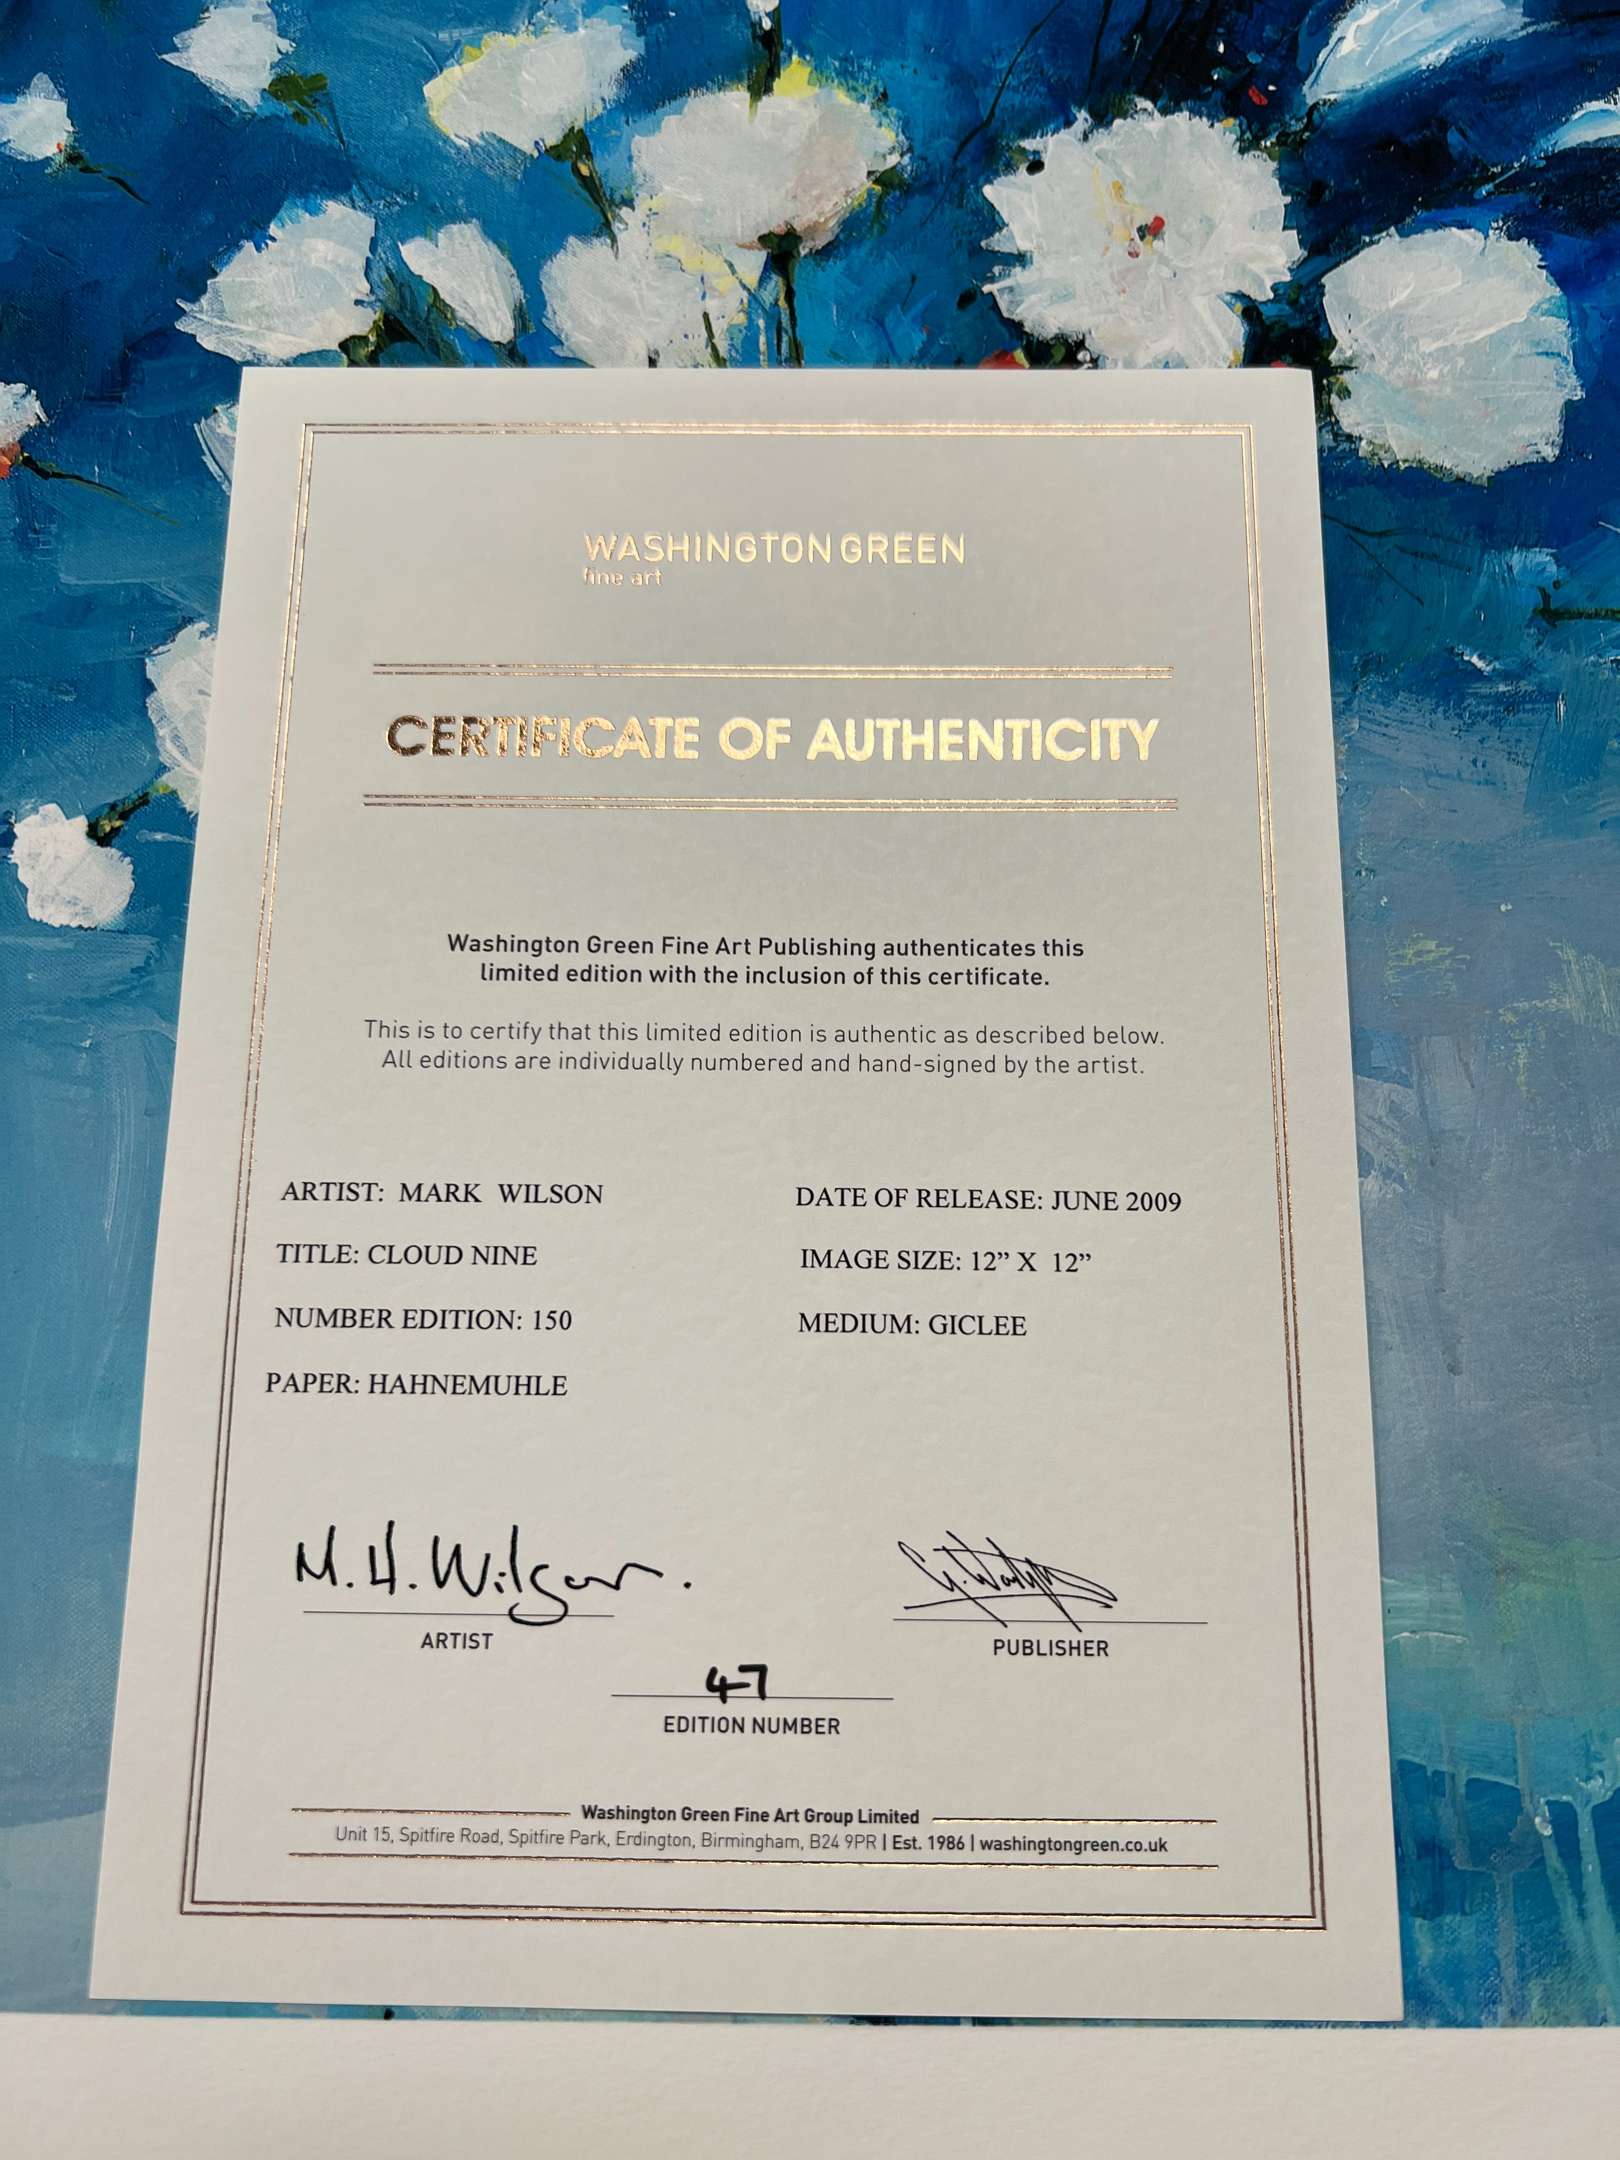 WASHINGTON GREEN
fine art
CERTIFICATE OF AUTHENTICITY
Washington Green Fine Art Publishing authenticates this
limited edition with the inclusion of this certificate.
This is to certify that this limited edition is authentic as described below.
All editions are individually numbered and hand-signed by the artist.
ARTIST: MARK WILSON
DATE OF RELEASE: JUNE 2009
TITLE: CLOUD NINE
IMAGE SIZE: 12” X 12”
NUMBER EDITION: 150
MEDIUM: GICLEE
PAPER: HAHNEMUHLE
M.H.Wilson.
ARTIST
PUBLISHER
47
EDITION NUMBER
Washington Green Fine Art Group Limited
Unit 15, Spitfire Road, Spitfire Park, Erdington, Birmingham, B24 9PR | Est. 1986 | washingtongreen.co.uk